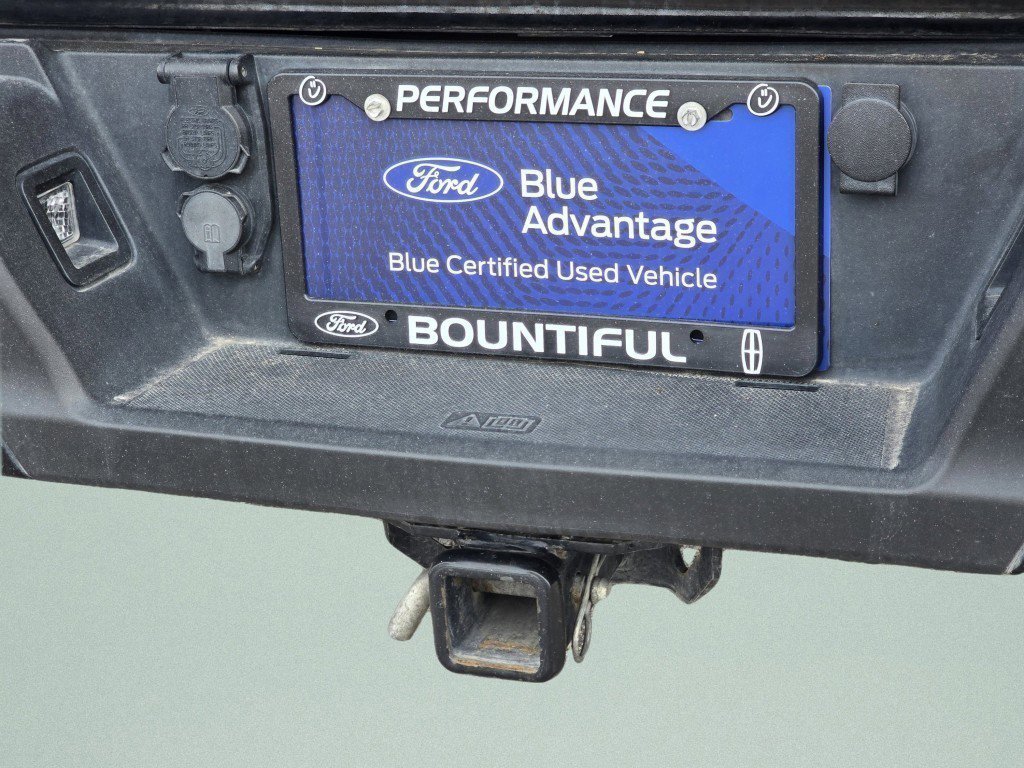 PERFORMANCE
Ford
Blue
Advantage
Blue Certified Used Vehicle
Ford
BOUNTIFUL